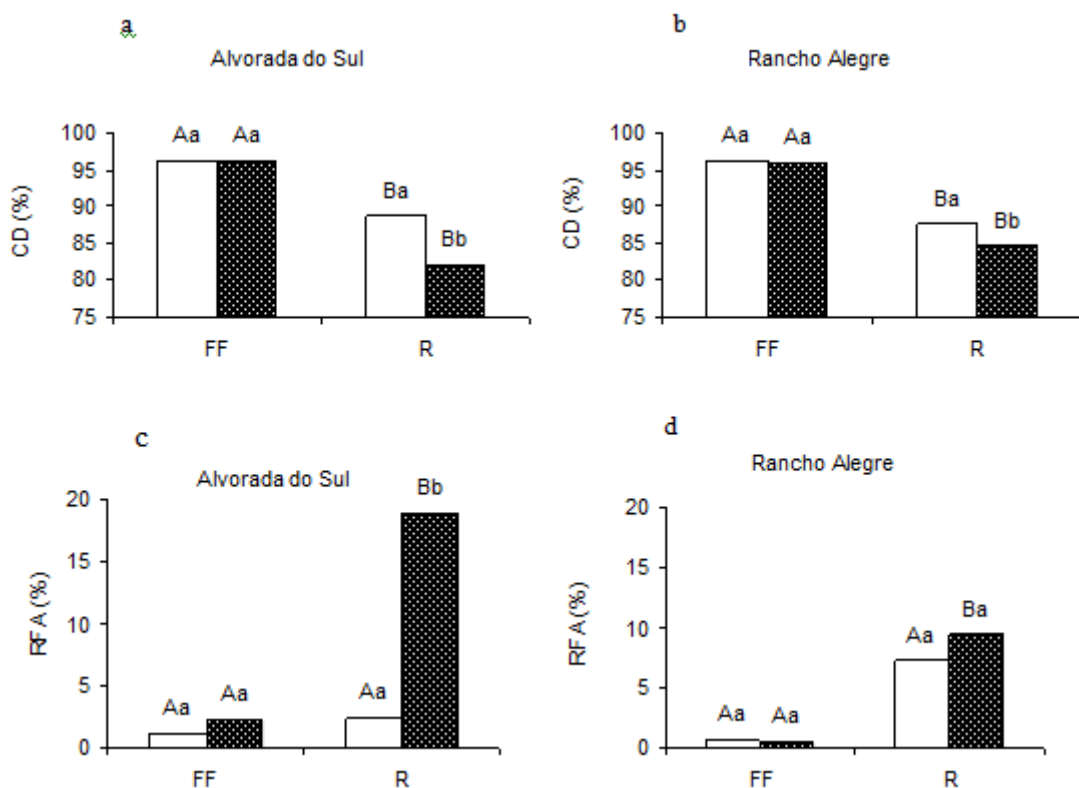 a
Alvorada do Sul
CD (%)
100
95
90
85
80
75
Aa Aa
Ba
Bb
FF R
b
Rancho Alegre
CD (%)
100
95
90
85
80
75
Aa Aa
Ba
Bb
FF R
c
Alvorada do Sul
RFA (%)
20
15
10
5
0
Aa Aa
Aa
Bb
FF R
d
Rancho Alegre
RFA (%)
20
15
10
5
0
Aa Aa
Aa
Ba
FF R